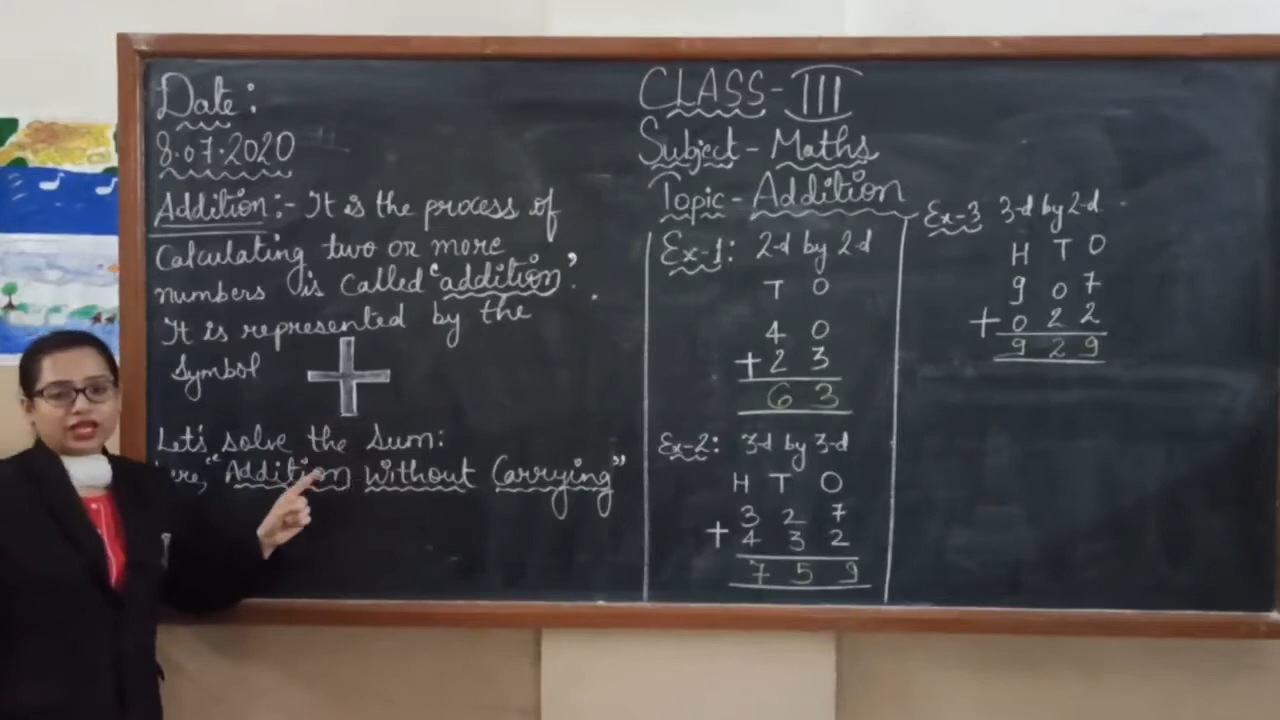 Date:
8.07.2020
Addition:- It is the process of
Calculating two or more
numbers is called "addition".
It is represented by the
Symbol +
Let's solve the Sum:
"Addition Without Carrying"
CLASS-III
Subject - Maths
Topic - Addition
Ex-1: 2-d by 2-d
T O
4 0
+ 2 3
6 3
Ex-2: 3-d by 3-d
H T O
3 2 7
+ 4 3 2
7 5 9
Ex-3 3-d by 2-d
H T O
9 0 7
+ 0 2 2
9 2 9